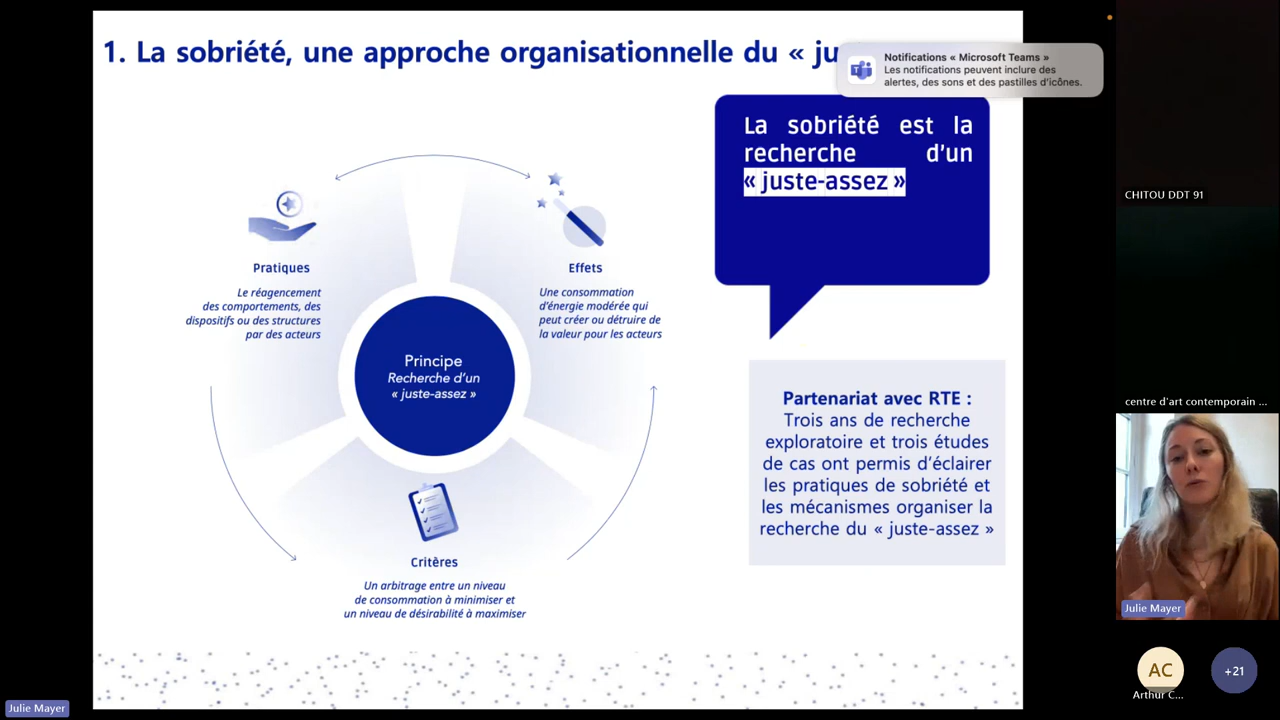 1. La sobriété, une approche organisationnelle du « ju
Notifications « Microsoft Teams »
Les notifications peuvent inclure des
alertes, des sons et des pastilles d'icônes.
La sobriété est la
recherche d'un
« juste-assez »
Pratiques
Le réagencement
des comportements, des
dispositifs ou des structures
par des acteurs
Effets
Une consommation
d'énergie modérée qui
peut créer ou détruire de
la valeur pour les acteurs
Principe
Recherche d'un
« juste-assez »
Critères
Un arbitrage entre un niveau
de consommation à minimiser et
un niveau de désirabilité à maximiser
Partenariat avec RTE :
Trois ans de recherche
exploratoire et trois études
de cas ont permis d'éclairer
les pratiques de sobriété et
les mécanismes organiser la
recherche du « juste-assez »
CHITOU DDT 91
centre d'art contemporain ...
Julie Mayer
AC
Arthur C...
+21
Julie Mayer